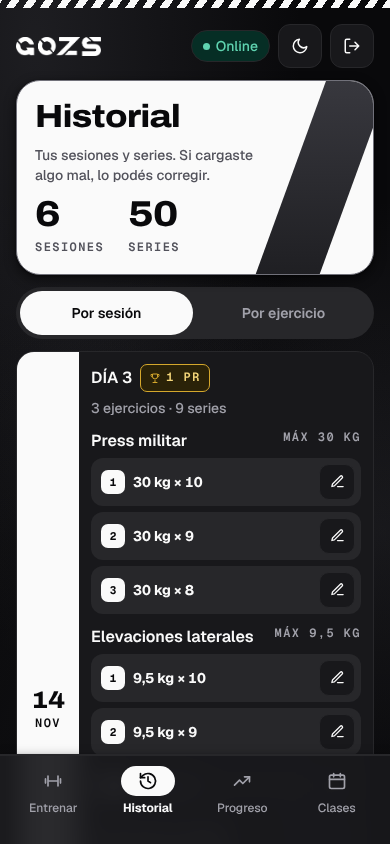 GOZS
Online
Historial
Tus sesiones y series. Si cargaste
algo mal, lo podés corregir.
6
SESIONES
50
SERIES
Por sesión
Por ejercicio
14
NOV
DÍA 3
1 PR
3 ejercicios · 9 series
Press militar
MÁX 30 KG
1 30 kg × 10
2 30 kg × 9
3 30 kg × 8
Elevaciones laterales
MÁX 9,5 KG
1 9,5 kg × 10
2 9,5 kg × 9
Entrenar
Historial
Progreso
Clases